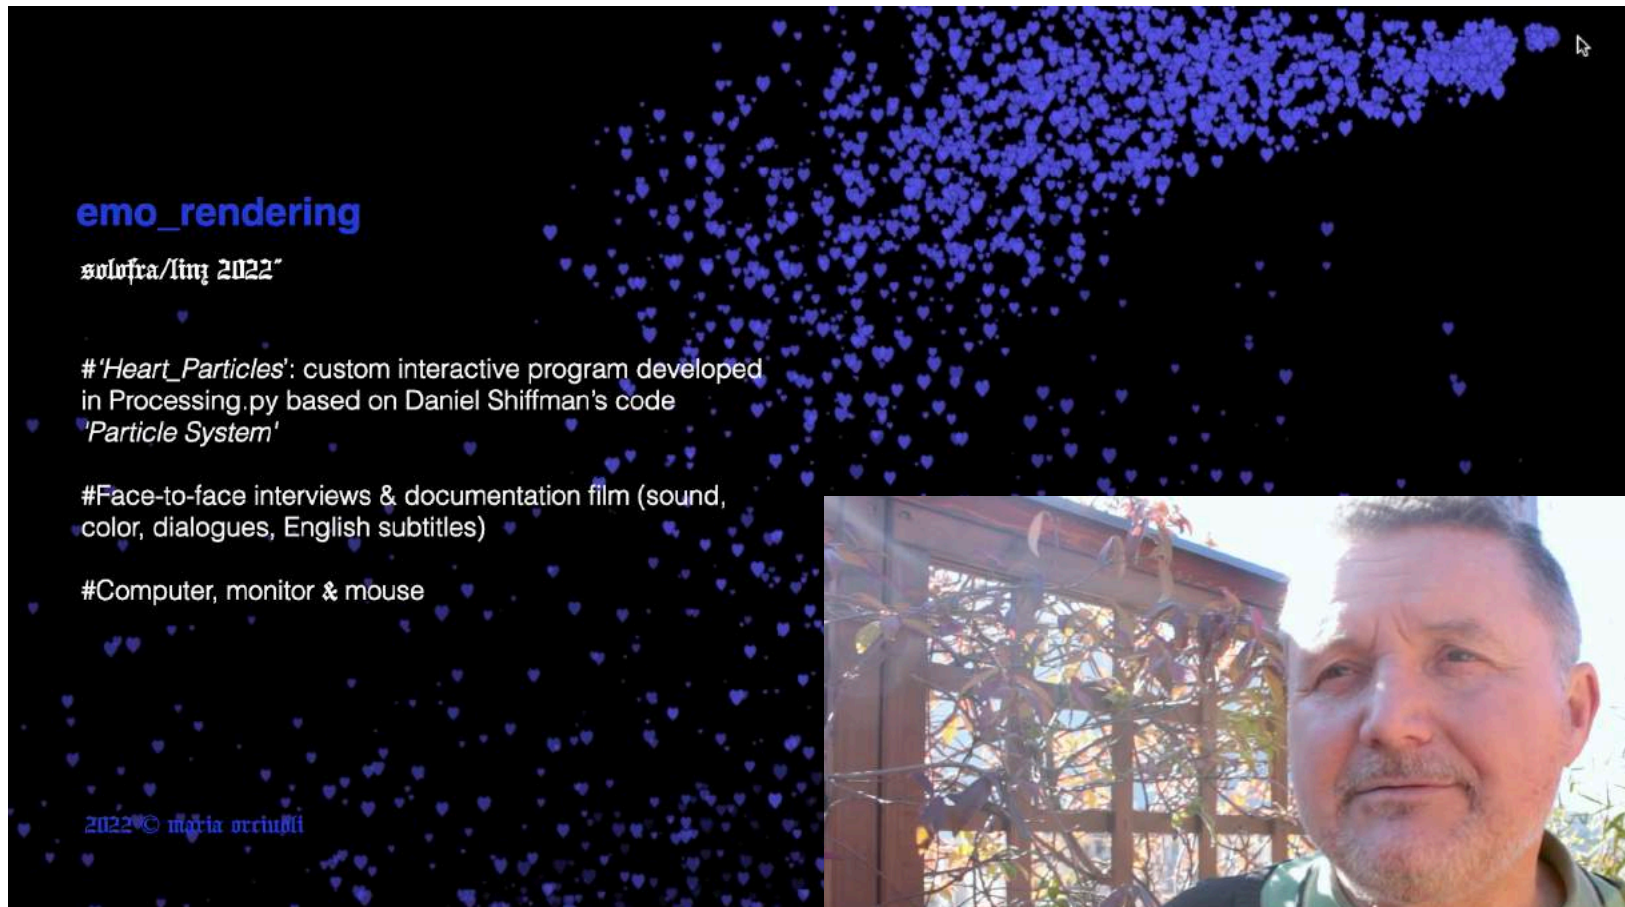 emo_rendering
solofra/linz 2022"
#'Heart_Particles': custom interactive program developed
in Processing.py based on Daniel Shiffman's code
'Particle System'
#Face-to-face interviews & documentation film (sound,
color, dialogues, English subtitles)
#Computer, monitor & mouse
2022 © maria orciuoli